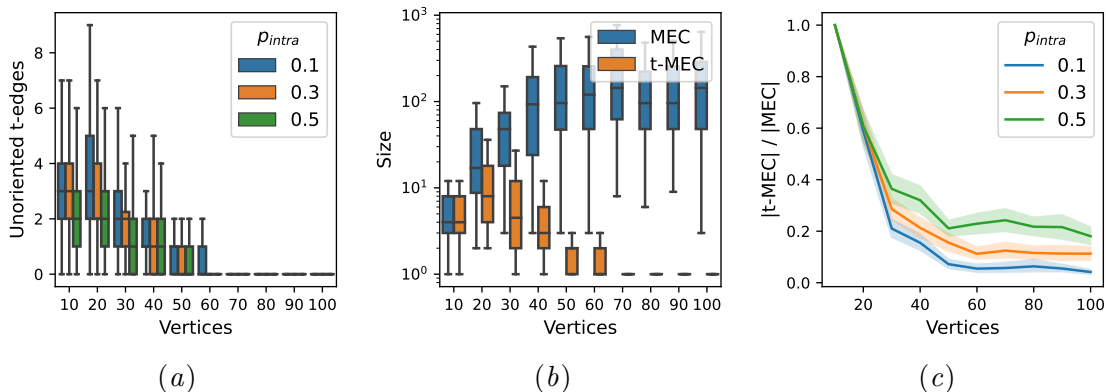 Unoriented t-edges
8
6
4
2
0
p_intra
0.1
0.3
0.5
10 20 30 40 50 60 70 80 90 100
Vertices
(a)
Size
10^3
10^2
10^1
10^0
MEC
t-MEC
10 20 30 40 50 60 70 80 90 100
Vertices
(b)
|t-MEC| / |MEC|
1.0
0.8
0.6
0.4
0.2
0.0
p_intra
0.1
0.3
0.5
20 40 60 80 100
Vertices
(c)